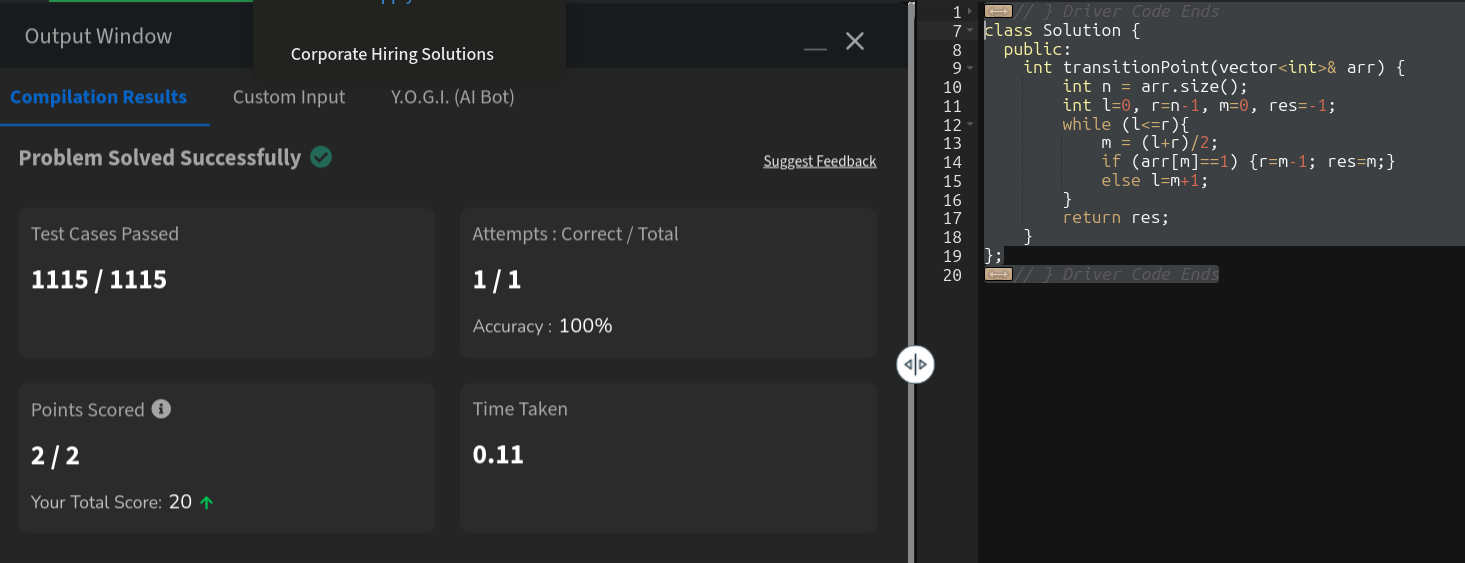 Output Window
Corporate Hiring Solutions
Compilation Results
Custom Input
Y.O.G.I. (AI Bot)
Problem Solved Successfully
Suggest Feedback
Test Cases Passed
1115 / 1115
Attempts : Correct / Total
1 / 1
Accuracy : 100%
Points Scored
2 / 2
Your Total Score: 20
Time Taken
0.11
1 // } Driver Code Ends
7 class Solution {
8   public:
9     int transitionPoint(vector<int>& arr) {
10         int n = arr.size();
11         int l=0, r=n-1, m=0, res=-1;
12         while (l<=r){
13             m = (l+r)/2;
14             if (arr[m]==1) {r=m-1; res=m;}
15             else l=m+1;
16         }
17         return res;
18     }
19 };
20 // } Driver Code Ends